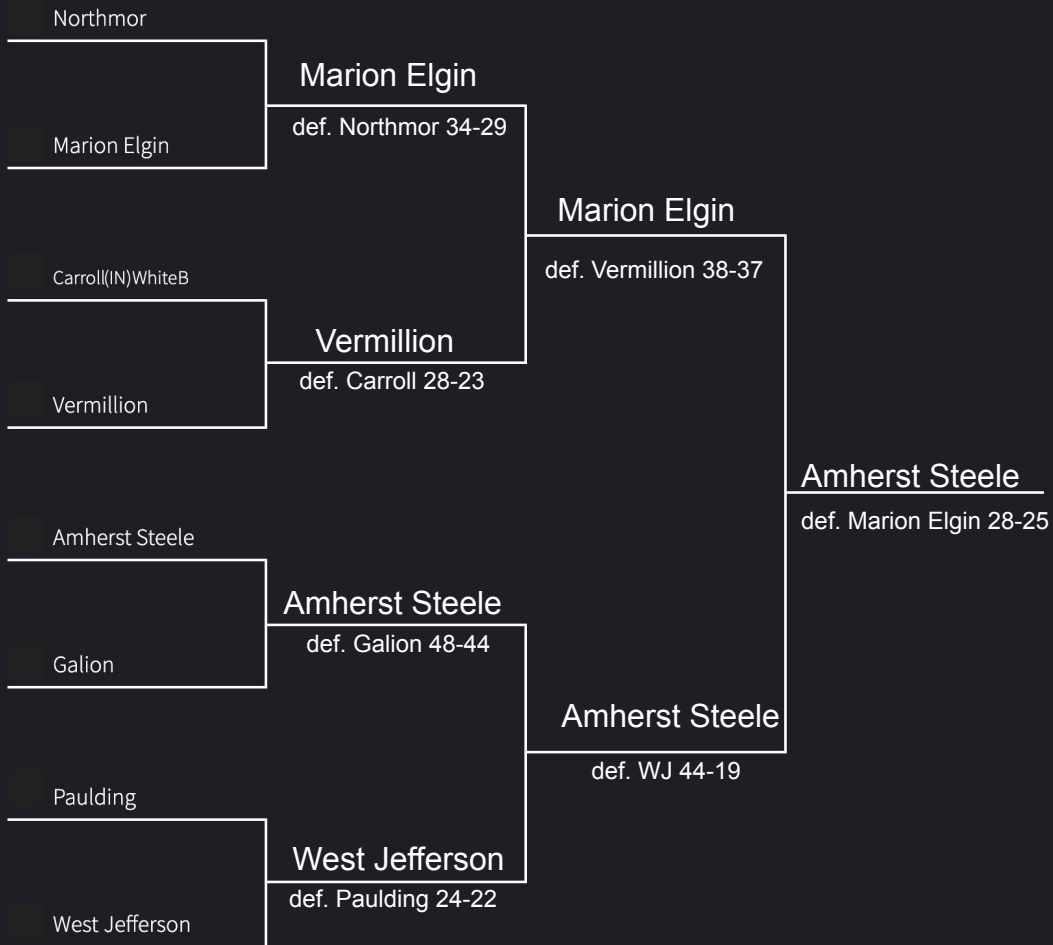 Northmor
Marion Elgin
def. Northmor 34-29
Marion Elgin
Marion Elgin
def. Vermillion 38-37
Carroll(IN)WhiteB
Vermillion
def. Carroll 28-23
Vermillion
Amherst Steele
def. Marion Elgin 28-25
Amherst Steele
Amherst Steele
def. Galion 48-44
Galion
Amherst Steele
def. WJ 44-19
Paulding
West Jefferson
def. Paulding 24-22
West Jefferson